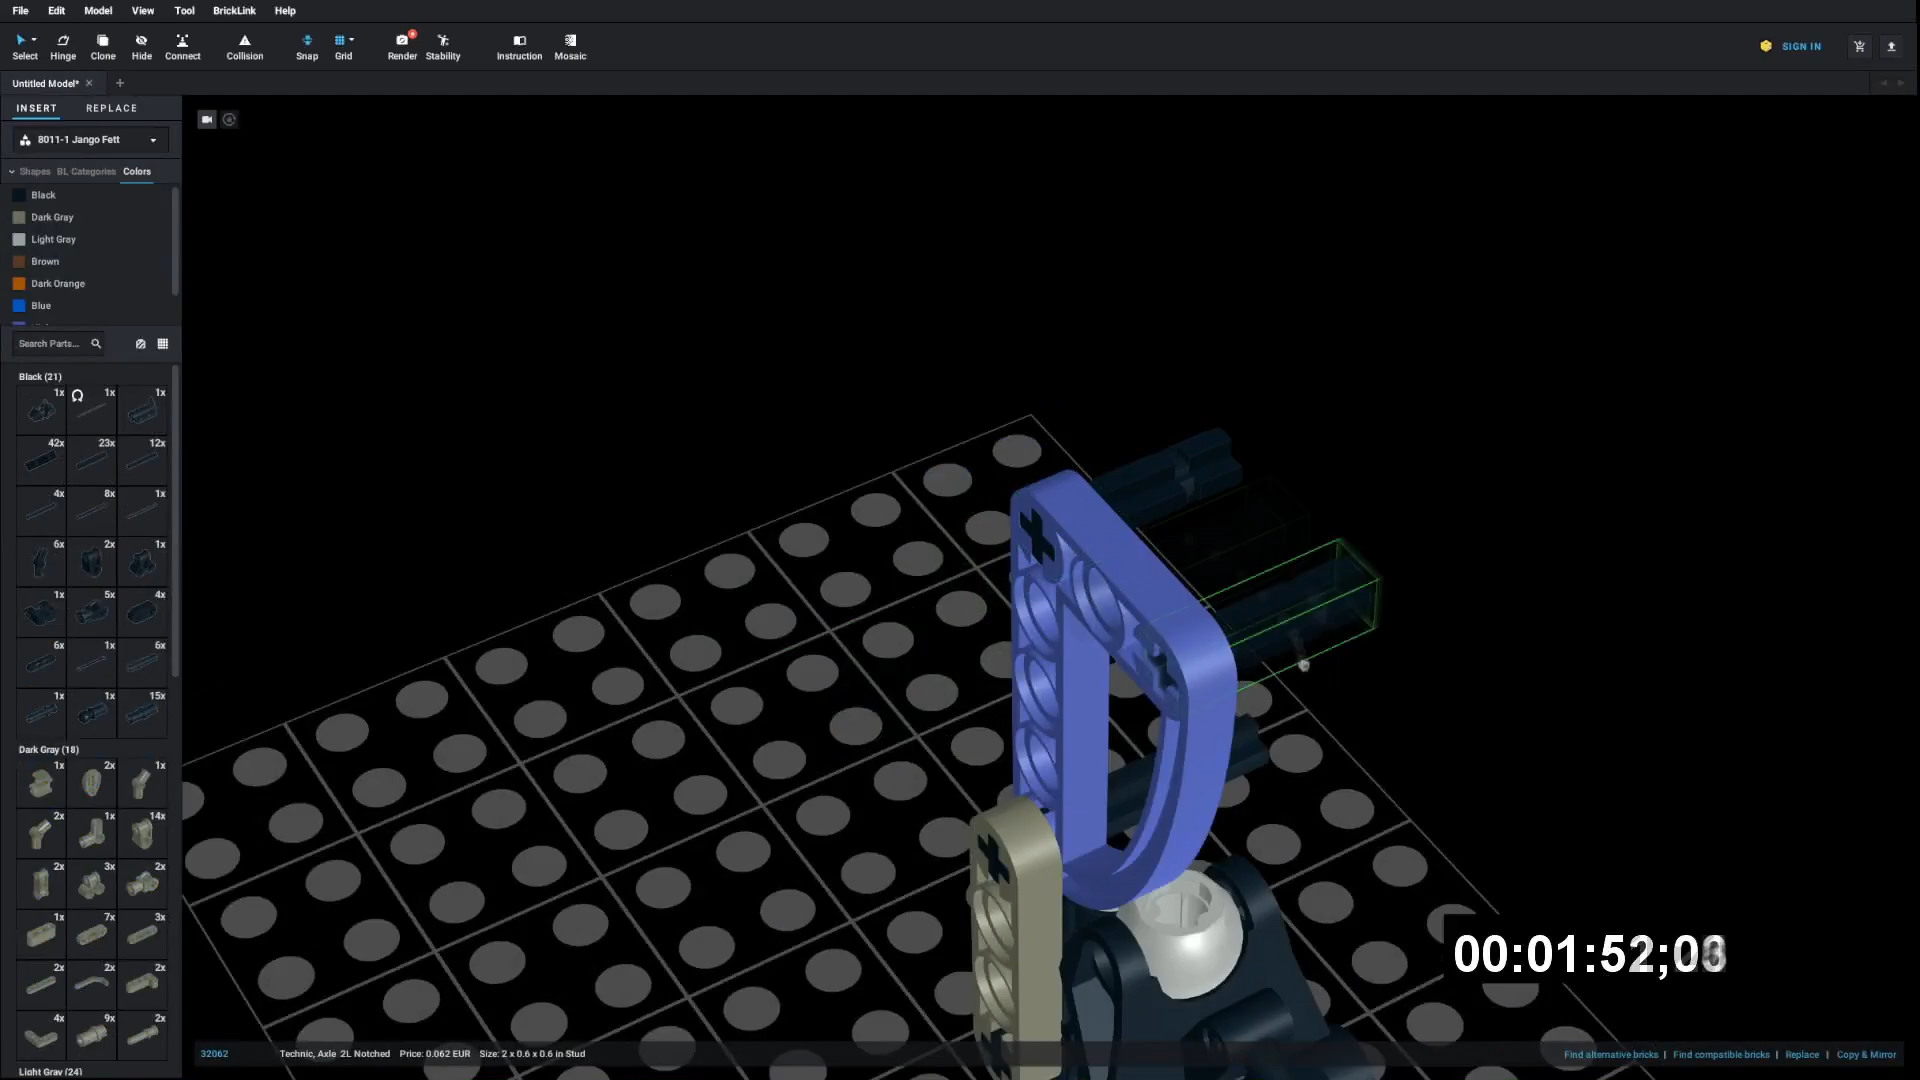 File Edit Model View Tool BrickLink Help
Select Hinge Clone Hide Connect Collision Snap Grid Render Stability Instruction Mosaic SIGN IN
Untitled Model*
INSERT REPLACE
8011-1 Jango Fett
Shapes BL Categories Colors
Black
Dark Gray
Light Gray
Brown
Dark Orange
Blue
Search Parts...
Black (21)
1x 1x 1x
42x 23x 12x
4x 8x 1x
6x 2x 1x
1x 5x 4x
6x 1x 6x
1x 1x 15x
Dark Gray (18)
1x 2x 1x
2x 1x 14x
2x 3x 2x
1x 7x 3x
2x 2x 2x
4x 9x 2x
Light Gray (24)
00:01:52;0
32062 Technic, Axle 2L Notched Price: 0.062 EUR Size: 2 x 0.6 x 0.6 in Stud
Find alternative bricks | Find compatible bricks | Replace | Copy & Mirror